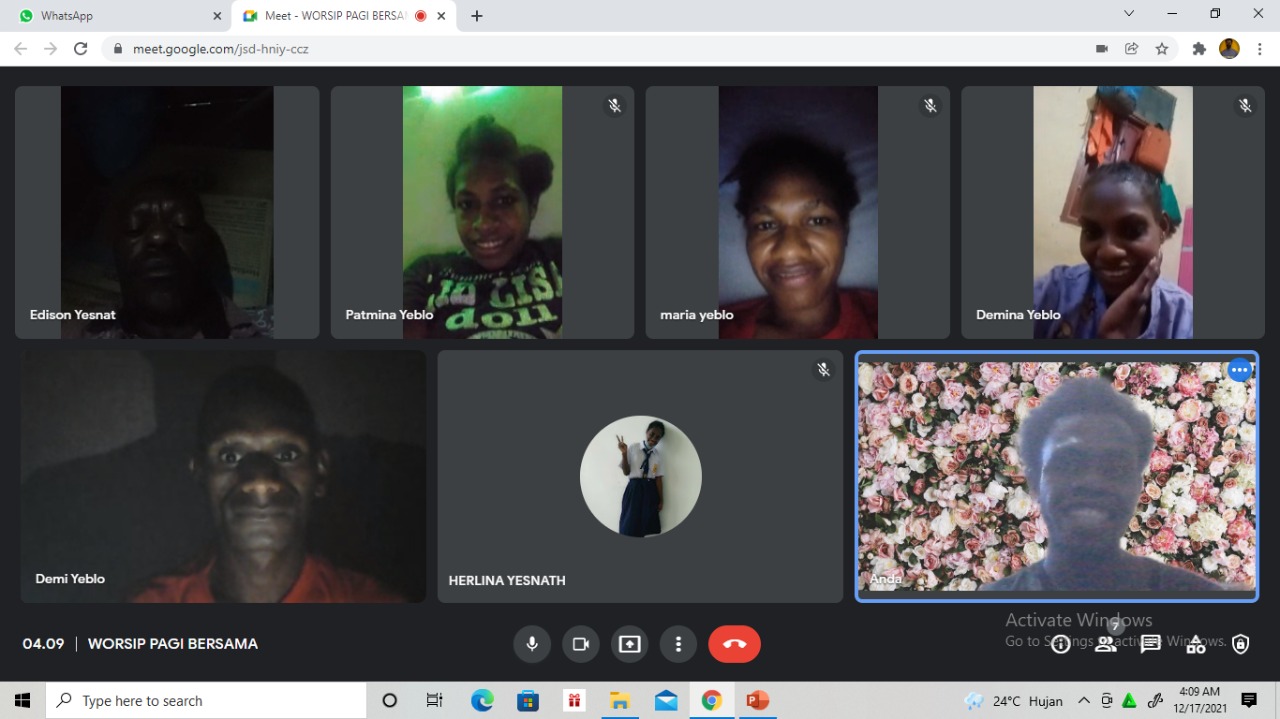 WhatsApp
Meet - WORSIP PAGI BERSA
meet.google.com/jsd-hniy-ccz
Edison Yesnat
Patmina Yeblo
maria yeblo
Demina Yeblo
doll
Demi Yeblo
HERLINA YESNATH
Anda
Activate Windows
Go to Settings to activate Windows.
7
04.09 | WORSIP PAGI BERSAMA
Type here to search
24°C Hujan
4:09 AM
12/17/2021